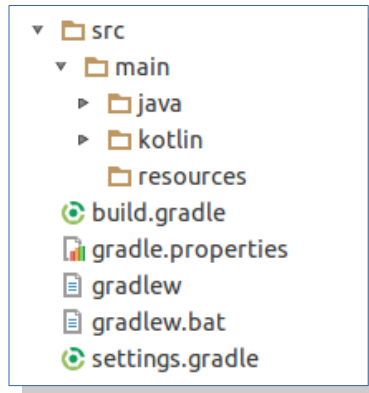 src
main
java
kotlin
resources
build.gradle
gradle.properties
gradlew
gradlew.bat
settings.gradle